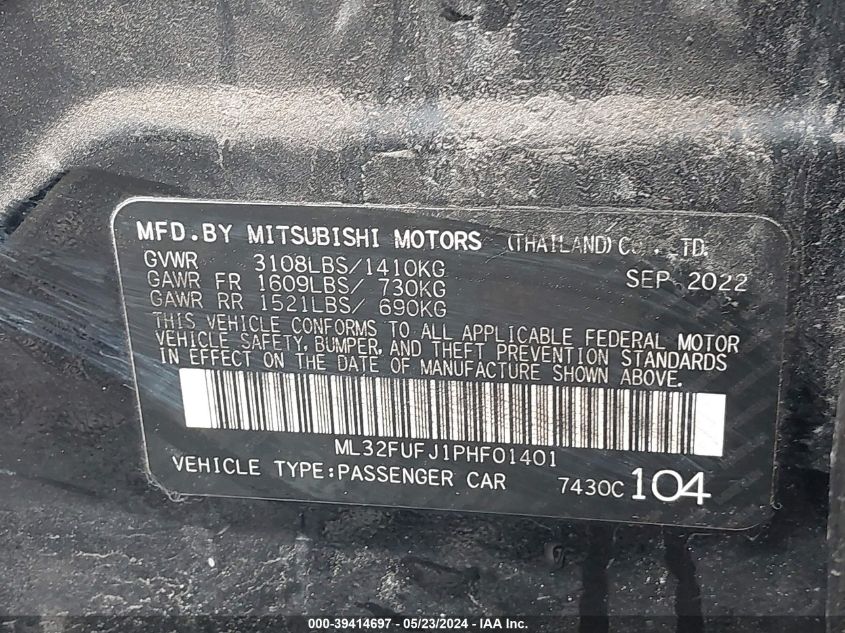 MFD.BY MITSUBISHI MOTORS (THAILAND) C
SEP 2022
GVWR 3108LBS/1410KG
GAWR FR 1609LBS/ 730KG
GAWR RR 1521LBS/ 690KG
THIS VEHICLE CONFORMS TO ALL APPLICABLE FEDERAL MOTOR
VEHICLE SAFETY, BUMPER, AND THEFT PREVENTION STANDARDS
IN EFFECT ON THE DATE OF MANUFACTURE SHOWN ABOVE.
ML32FUFJ1PHF01401
VEHICLE TYPE:PASSENGER CAR 7430C 104
000-39414697 - 05/23/2024 - IAA Inc.